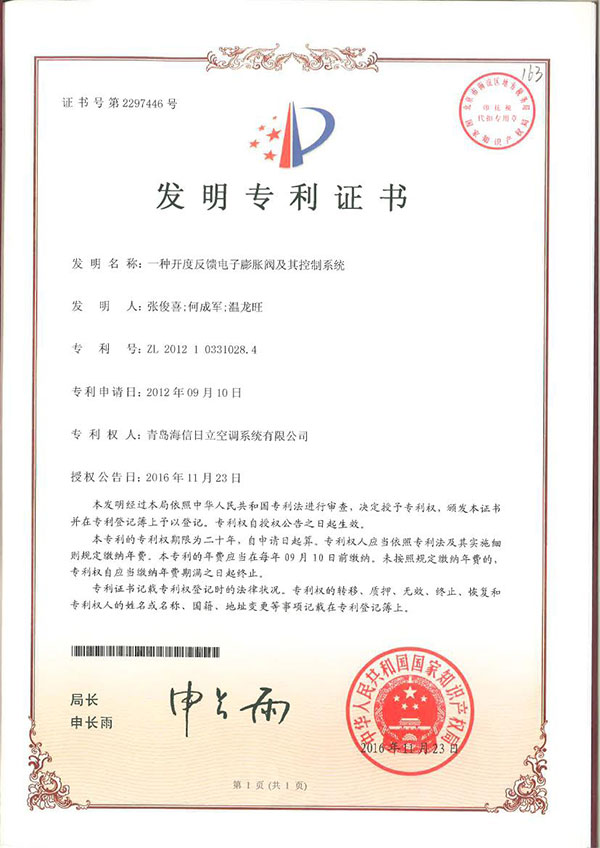 163
证书号第2297446号
北京市海淀区地方税务局
印花税
代扣专用章
国家知识产权局
发明专利证书
发明名称：一种开度反馈电子膨胀阀及其控制系统
发明人：张俊喜;何成军;温龙旺
专利号：ZL 2012 1 0331028.4
专利申请日：2012年09月10日
专利权人：青岛海信日立空调系统有限公司
授权公告日：2016年11月23日
本发明经过本局依照中华人民共和国专利法进行审查，决定授予专利权，颁发本证书
并在专利登记簿上予以登记。专利权自授权公告之日起生效。
本专利的专利权期限为二十年，自申请日起算。专利权人应当依照专利法及其实施细
则规定缴纳年费。本专利的年费应当在每年09月10日前缴纳。未按照规定缴纳年费的，
专利权自应当缴纳年费期满之日起终止。
专利证书记载专利权登记时的法律状况。专利权的转移、质押、无效、终止、恢复和
专利权人的姓名或名称、国籍、地址变更等事项记载在专利登记簿上。
局长
申长雨
申长雨
中华人民共和国国家知识产权局
2016年11月23日
第1页(共1页)